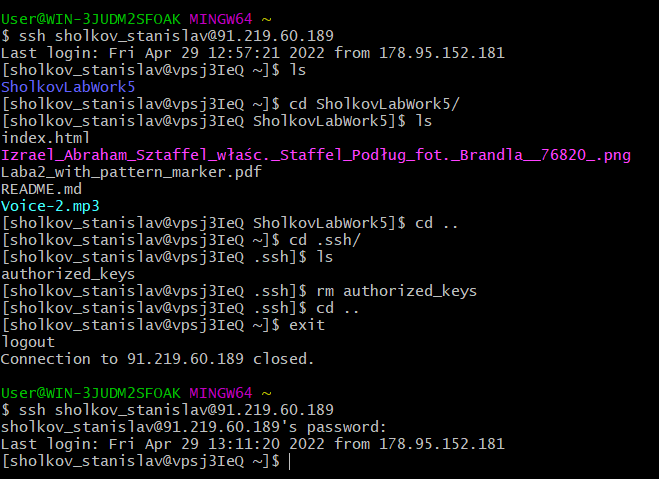 User@WIN-3JUDM2SFOAK MINGW64 ~
$ ssh sholkov_stanislav@91.219.60.189
Last login: Fri Apr 29 12:57:21 2022 from 178.95.152.181
[sholkov_stanislav@vpsj3IeQ ~]$ ls
SholkovLabWork5
[sholkov_stanislav@vpsj3IeQ ~]$ cd SholkovLabWork5/
[sholkov_stanislav@vpsj3IeQ SholkovLabWork5]$ ls
index.html
Izrael_Abraham_Sztaffel_właśc._Staffel_Podług_fot._Brandla__76820_.png
Laba2_with_pattern_marker.pdf
README.md
Voice-2.mp3
[sholkov_stanislav@vpsj3IeQ SholkovLabWork5]$ cd ..
[sholkov_stanislav@vpsj3IeQ ~]$ cd .ssh/
[sholkov_stanislav@vpsj3IeQ .ssh]$ ls
authorized_keys
[sholkov_stanislav@vpsj3IeQ .ssh]$ rm authorized_keys
[sholkov_stanislav@vpsj3IeQ .ssh]$ cd ..
[sholkov_stanislav@vpsj3IeQ ~]$ exit
logout
Connection to 91.219.60.189 closed.
User@WIN-3JUDM2SFOAK MINGW64 ~
$ ssh sholkov_stanislav@91.219.60.189
sholkov_stanislav@91.219.60.189's password:
Last login: Fri Apr 29 13:11:20 2022 from 178.95.152.181
[sholkov_stanislav@vpsj3IeQ ~]$